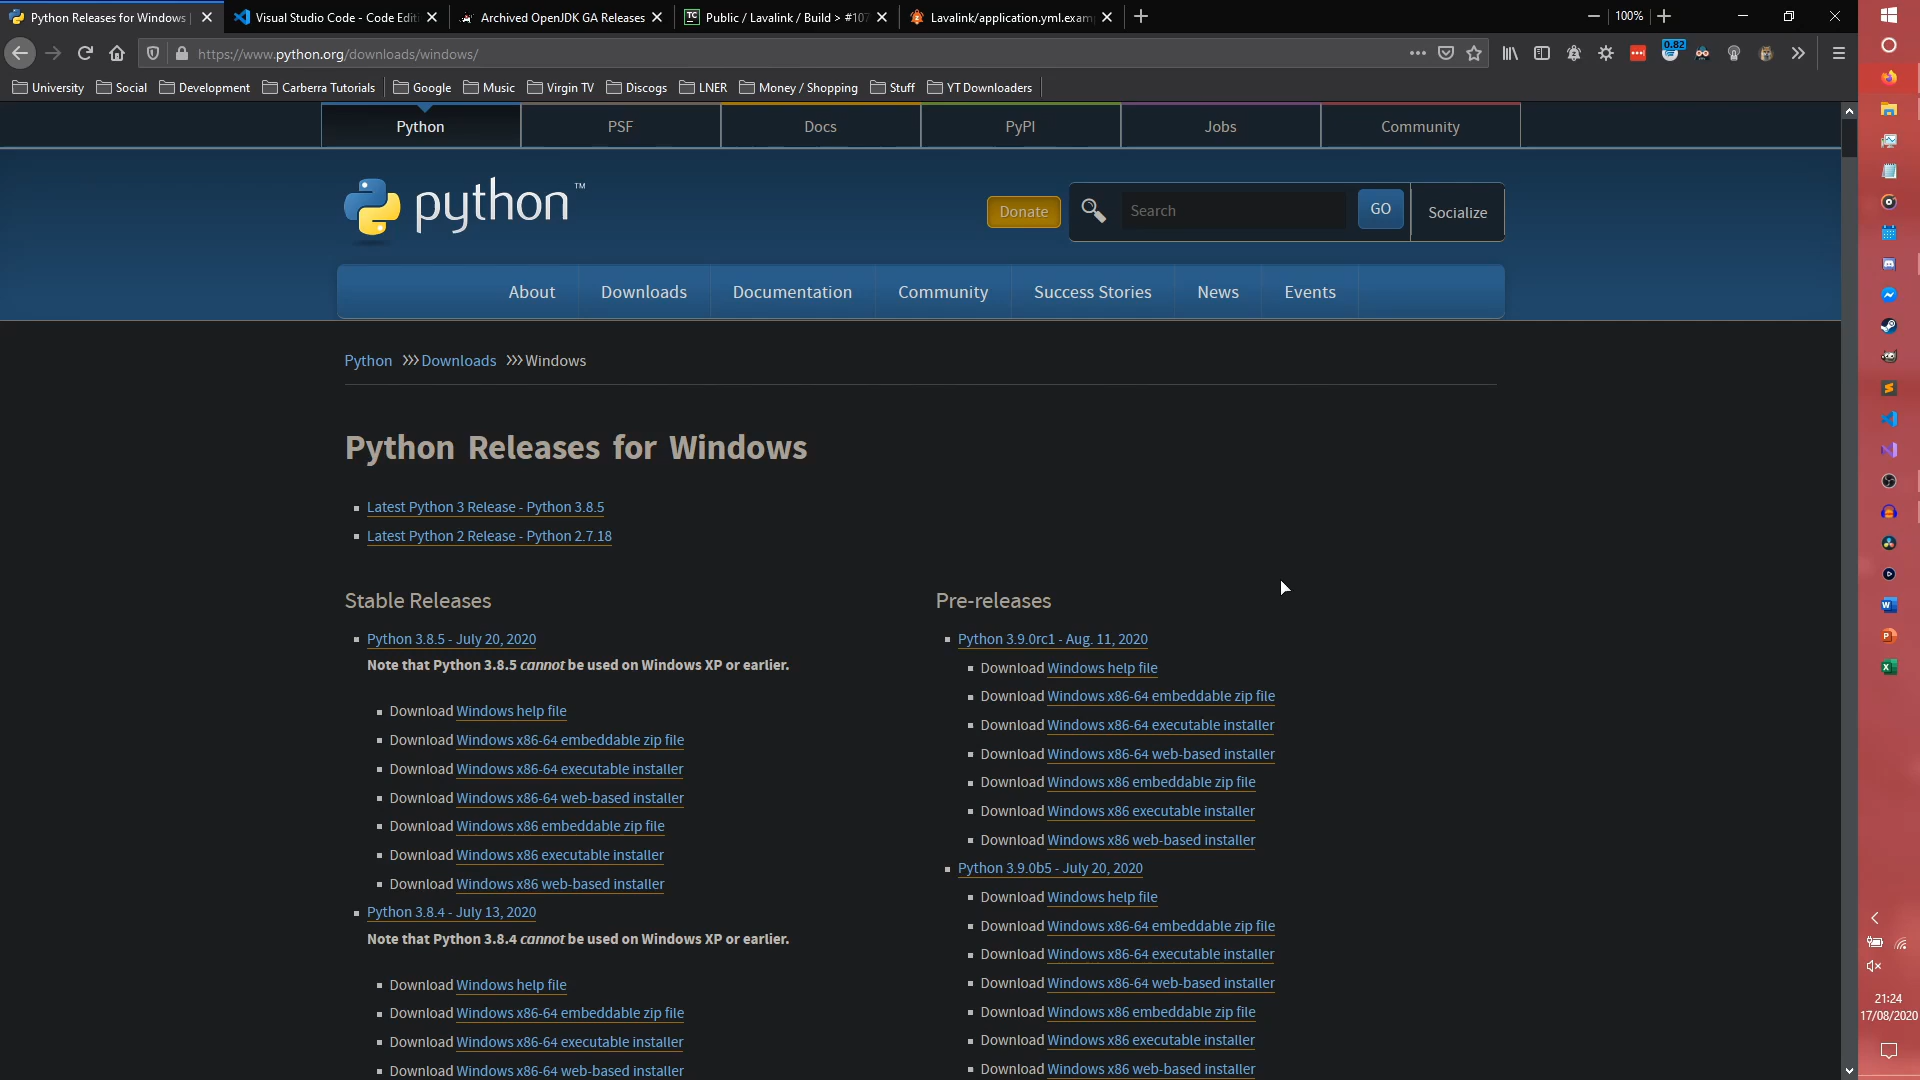 Python Releases for Windows
Visual Studio Code - Code Edit
Archived OpenJDK GA Releases
Public / Lavalink / Build > #107
Lavalink/application.yml.exam
100%
https://www.python.org/downloads/windows/
0.82
University
Social
Development
Carberra Tutorials
Google
Music
Virgin TV
Discogs
LNER
Money / Shopping
Stuff
YT Downloaders
Python
PSF
Docs
PyPI
Jobs
Community
python™
Donate
Search
GO
Socialize
About
Downloads
Documentation
Community
Success Stories
News
Events
Python >>> Downloads >>> Windows
Python Releases for Windows
Latest Python 3 Release - Python 3.8.5
Latest Python 2 Release - Python 2.7.18
Stable Releases
Python 3.8.5 - July 20, 2020
Note that Python 3.8.5 cannot be used on Windows XP or earlier.
Download Windows help file
Download Windows x86-64 embeddable zip file
Download Windows x86-64 executable installer
Download Windows x86-64 web-based installer
Download Windows x86 embeddable zip file
Download Windows x86 executable installer
Download Windows x86 web-based installer
Python 3.8.4 - July 13, 2020
Note that Python 3.8.4 cannot be used on Windows XP or earlier.
Download Windows help file
Download Windows x86-64 embeddable zip file
Download Windows x86-64 executable installer
Download Windows x86-64 web-based installer
Pre-releases
Python 3.9.0rc1 - Aug. 11, 2020
Download Windows help file
Download Windows x86-64 embeddable zip file
Download Windows x86-64 executable installer
Download Windows x86-64 web-based installer
Download Windows x86 embeddable zip file
Download Windows x86 executable installer
Download Windows x86 web-based installer
Python 3.9.0b5 - July 20, 2020
Download Windows help file
Download Windows x86-64 embeddable zip file
Download Windows x86-64 executable installer
Download Windows x86-64 web-based installer
Download Windows x86 embeddable zip file
Download Windows x86 executable installer
Download Windows x86 web-based installer
21:24
17/08/2020